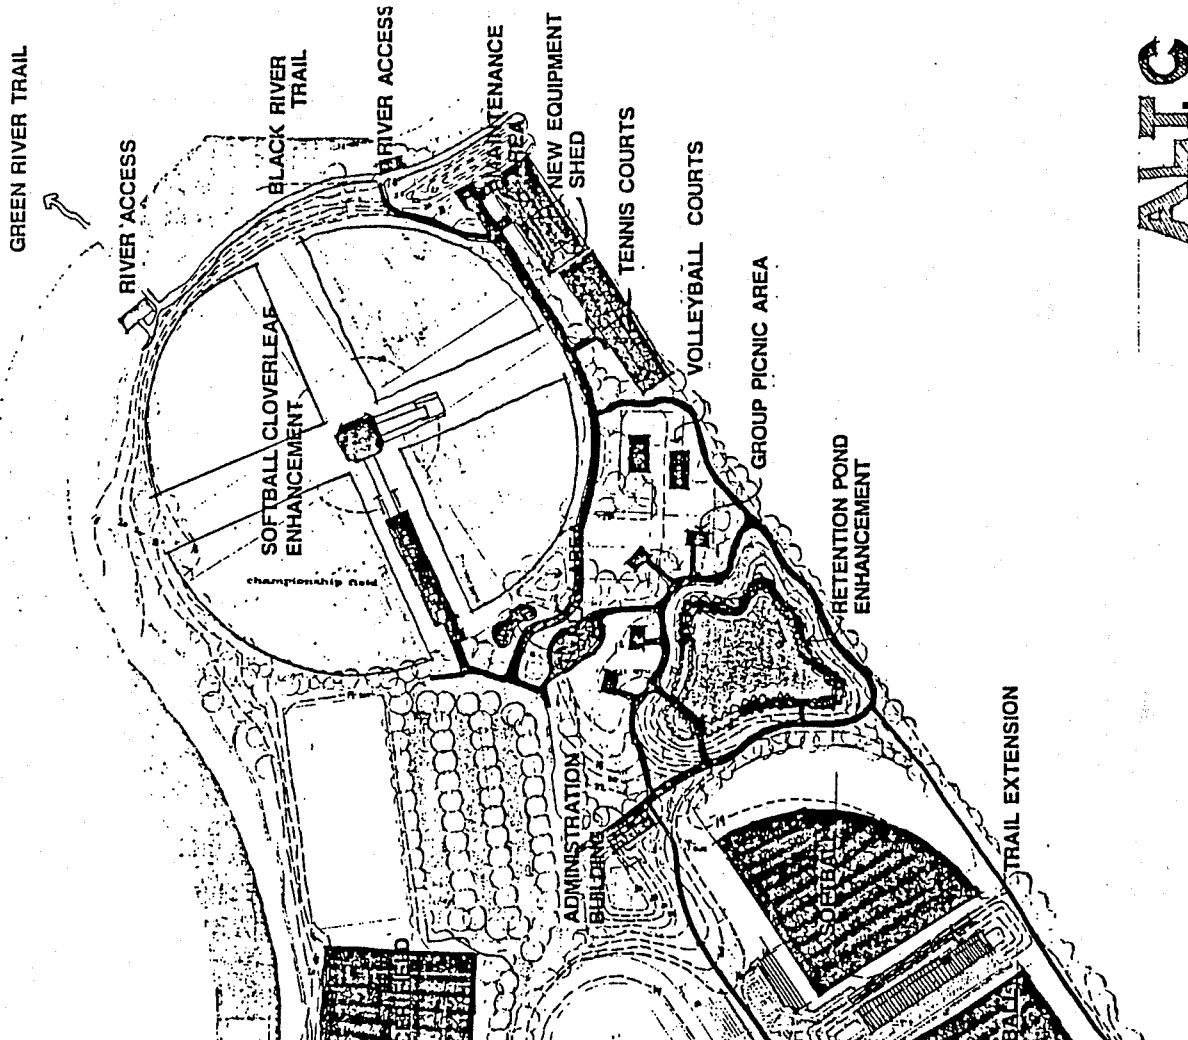 GREEN RIVER TRAIL
RIVER ACCESS
BLACK RIVER
TRAIL
RIVER ACCESS
MAINTENANCE
AREA
NEW EQUIPMENT
SHED
TENNIS COURTS
VOLLEYBALL COURTS
GROUP PICNIC AREA
SOFTBALL CLOVERLEAF
ENHANCEMENT
championship field
RETENTION POND
ENHANCEMENT
ADMINISTRATION
BUILDING
TRAIL EXTENSION